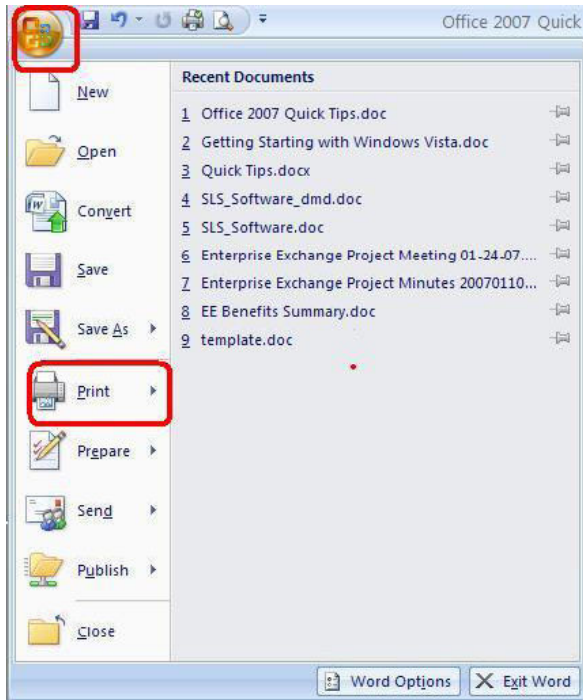 Office 2007 Quick
New
Open
Convert
Save
Save As
Print
Prepare
Send
Publish
Close
Recent Documents
1 Office 2007 Quick Tips.doc
2 Getting Starting with Windows Vista.doc
3 Quick Tips.docx
4 SLS_Software_dmd.doc
5 SLS_Software.doc
6 Enterprise Exchange Project Meeting 01-24-07....
7 Enterprise Exchange Project Minutes 20070110...
8 EE Benefits Summary.doc
9 template.doc
Word Options
Exit Word